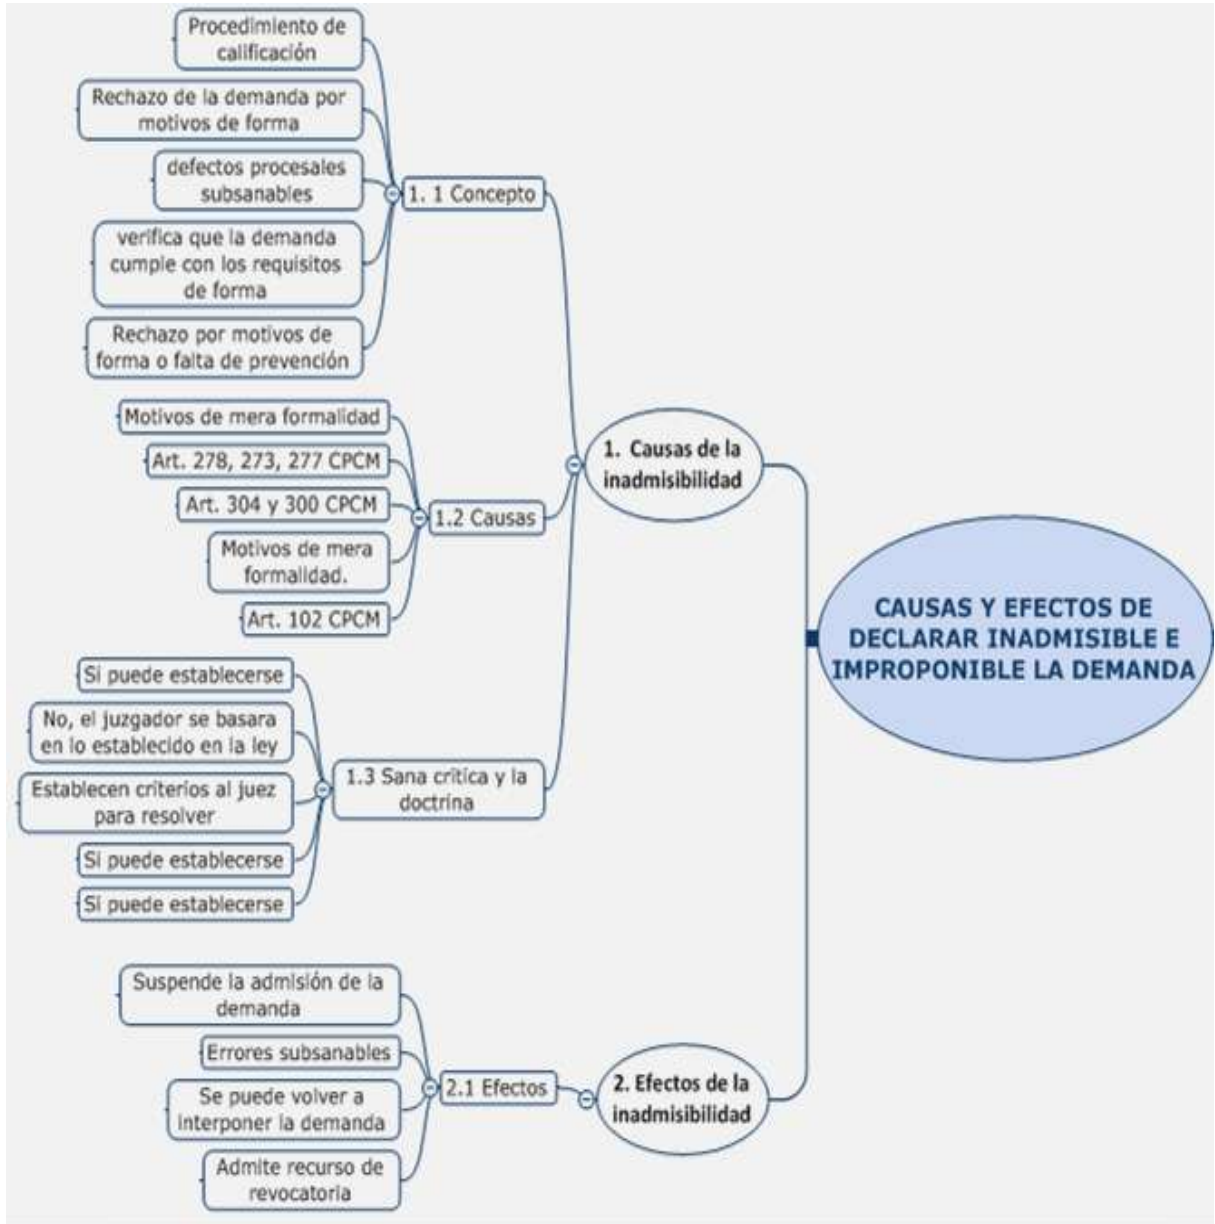 Procedimiento de
calificación
Rechazo de la demanda por
motivos de forma
defectos procesales
subsanables
verifica que la demanda
cumple con los requisitos
de forma
Rechazo por motivos de
forma o falta de prevención
1. 1 Concepto
Motivos de mera formalidad
Art. 278, 273, 277 CPCM
Art. 304 y 300 CPCM
Motivos de mera
formalidad.
Art. 102 CPCM
1.2 Causas
Si puede establecerse
No, el juzgador se basara
en lo establecido en la ley
Establecen criterios al juez
para resolver
Si puede establecerse
Si puede establecerse
1.3 Sana critica y la
doctrina
1. Causas de la
inadmisibilidad
CAUSAS Y EFECTOS DE
DECLARAR INADMISIBLE E
IMPROPONIBLE LA DEMANDA
Suspende la admisión de la
demanda
Errores subsanables
Se puede volver a
interponer la demanda
Admite recurso de
revocatoria
2.1 Efectos
2. Efectos de la
inadmisibilidad